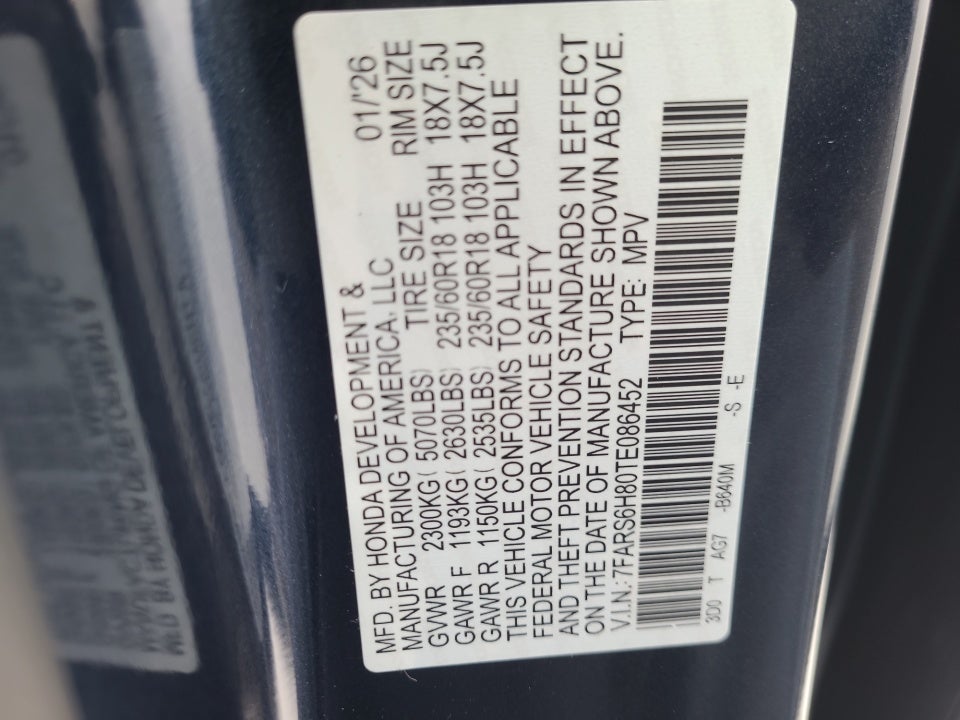 MFD. BY HONDA DEVELOPMENT &
MANUFACTURING OF AMERICA, LLC 01/'26
GVWR 2300KG( 5070LBS) TIRE SIZE RIM SIZE
GAWR F 1193KG( 2630LBS) 235/60R18 103H 18X7.5J
GAWR R 1150KG( 2535LBS) 235/60R18 103H 18X7.5J
THIS VEHICLE CONFORMS TO ALL APPLICABLE
FEDERAL MOTOR VEHICLE SAFETY
AND THEFT PREVENTION STANDARDS IN EFFECT
ON THE DATE OF MANUFACTURE SHOWN ABOVE.
V.I.N.: 7FARS6H80TE086452 TYPE: MPV
3D0 T AG7 -B640M -S -E